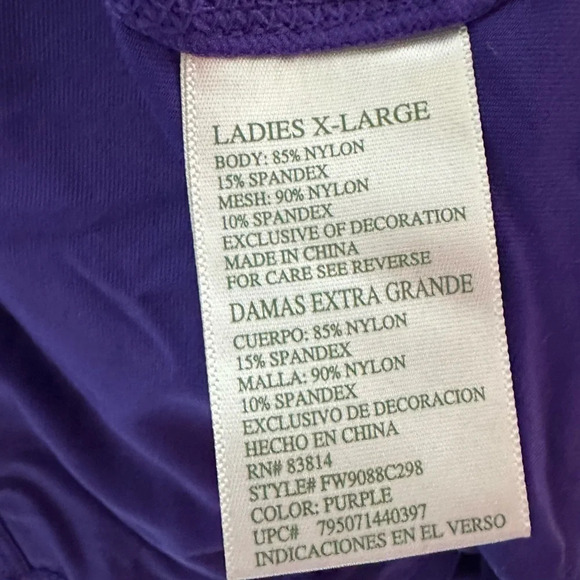 LADIES X-LARGE
BODY: 85% NYLON
15% SPANDEX
MESH: 90% NYLON
10% SPANDEX
EXCLUSIVE OF DECORATION
MADE IN CHINA
FOR CARE SEE REVERSE
DAMAS EXTRA GRANDE
CUERPO: 85% NYLON
15% SPANDEX
MALLA: 90% NYLON
10% SPANDEX
EXCLUSIVO DE DECORACION
HECHO EN CHINA
RN# 83814
STYLE# FW9088C298
COLOR: PURPLE
UPC# 795071440397
INDICACIONES EN EL VERSO